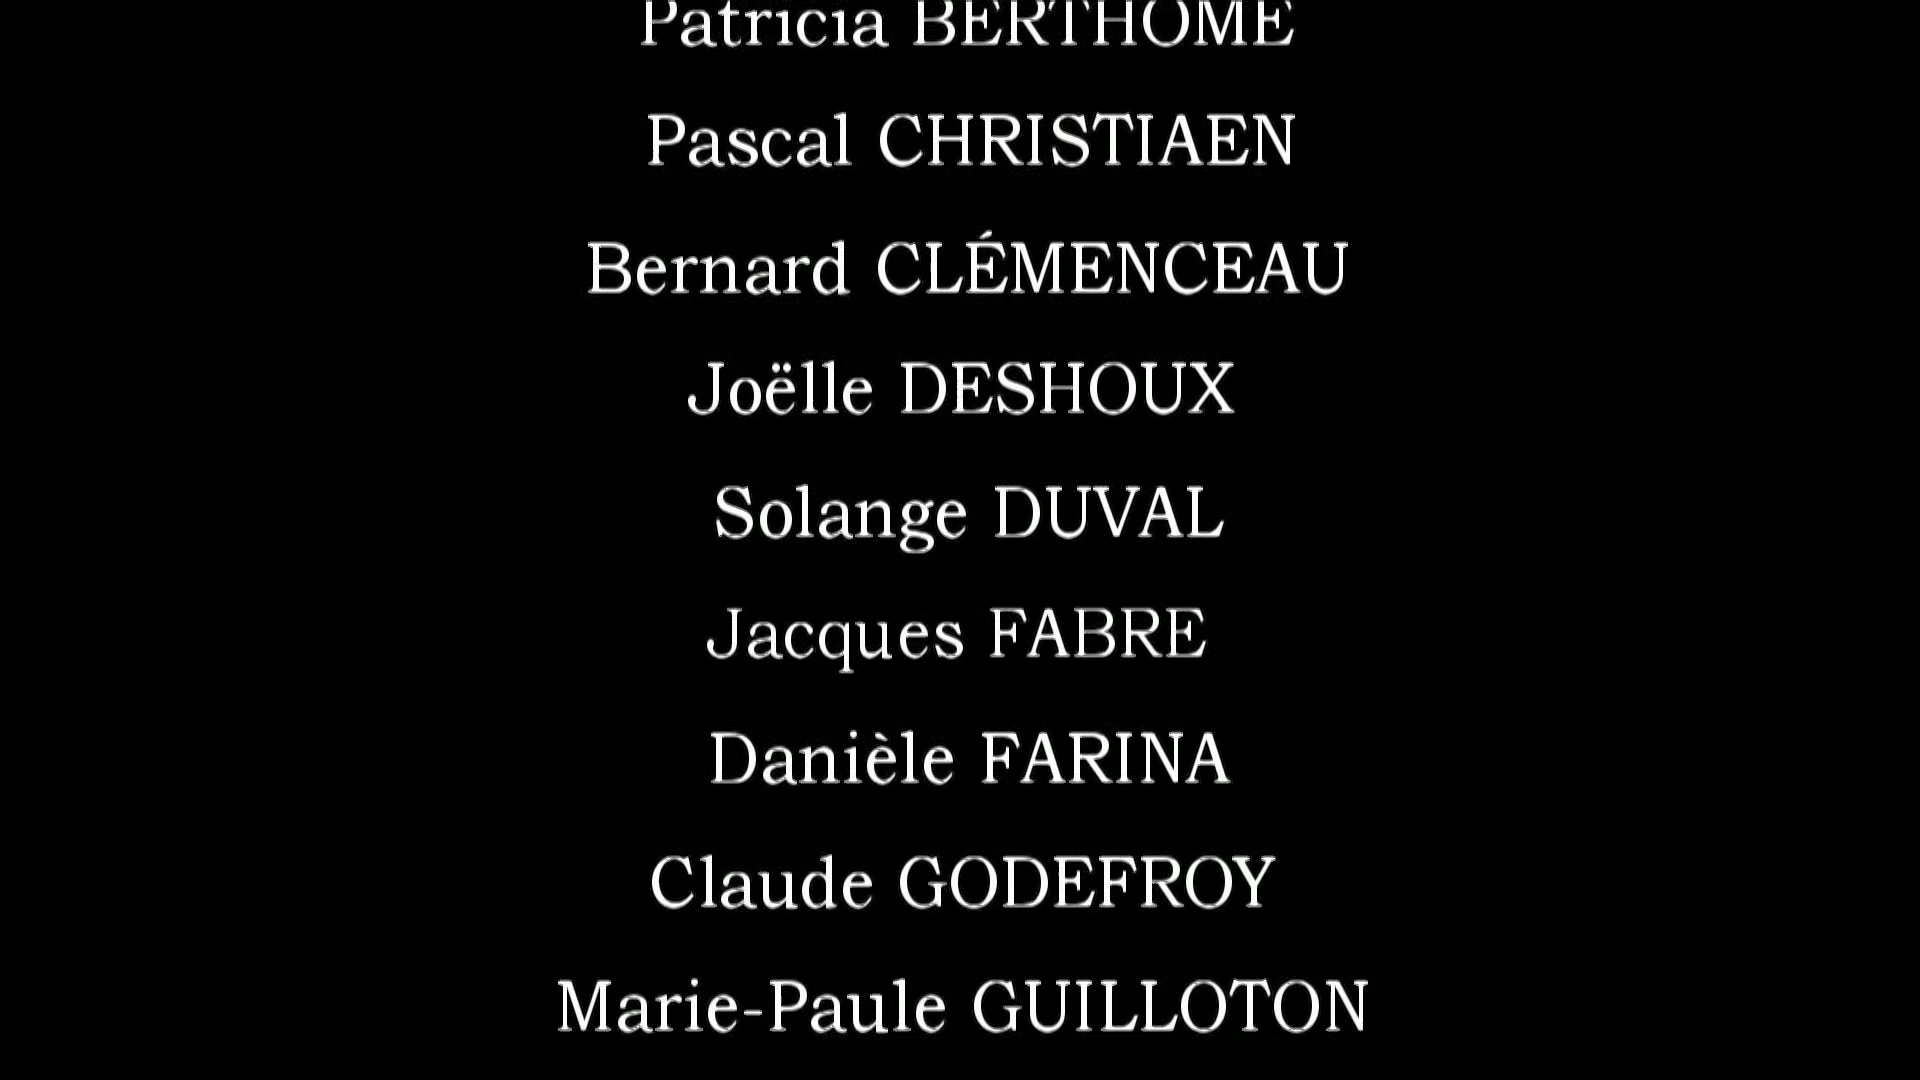 Patricia BERTHOME
Pascal CHRISTIAEN
Bernard CLÉMENCEAU
Joëlle DESHOUX
Solange DUVAL
Jacques FABRE
Danièle FARINA
Claude GODEFROY
Marie-Paule GUILLOTON